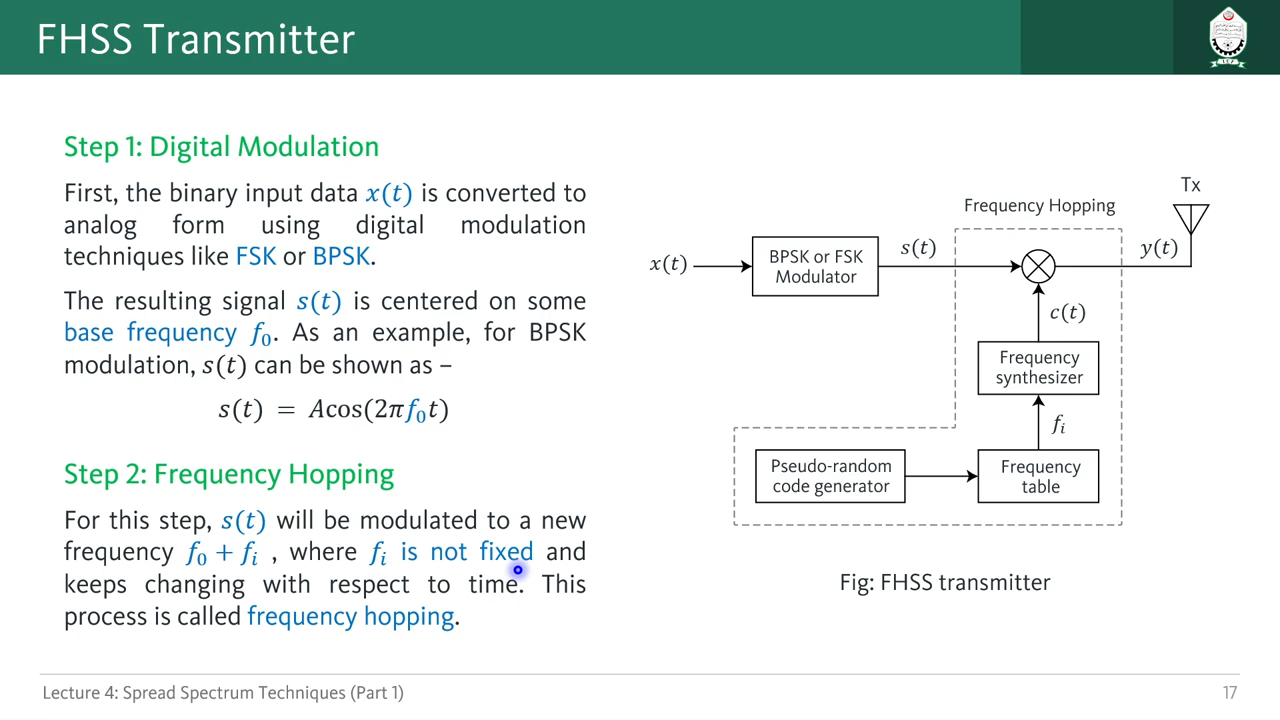 FHSS Transmitter
Step 1: Digital Modulation
First, the binary input data x(t) is converted to
analog form using digital modulation
techniques like FSK or BPSK.
The resulting signal s(t) is centered on some
base frequency f₀. As an example, for BPSK
modulation, s(t) can be shown as –
s(t) = Acos(2πf₀t)
Step 2: Frequency Hopping
For this step, s(t) will be modulated to a new
frequency f₀ + fᵢ , where fᵢ is not fixed and
keeps changing with respect to time. This
process is called frequency hopping.
Tx
Frequency Hopping
x(t)
BPSK or FSK
Modulator
s(t)
y(t)
c(t)
Frequency
synthesizer
fᵢ
Pseudo-random
code generator
Frequency
table
Fig: FHSS transmitter
Lecture 4: Spread Spectrum Techniques (Part 1)
17